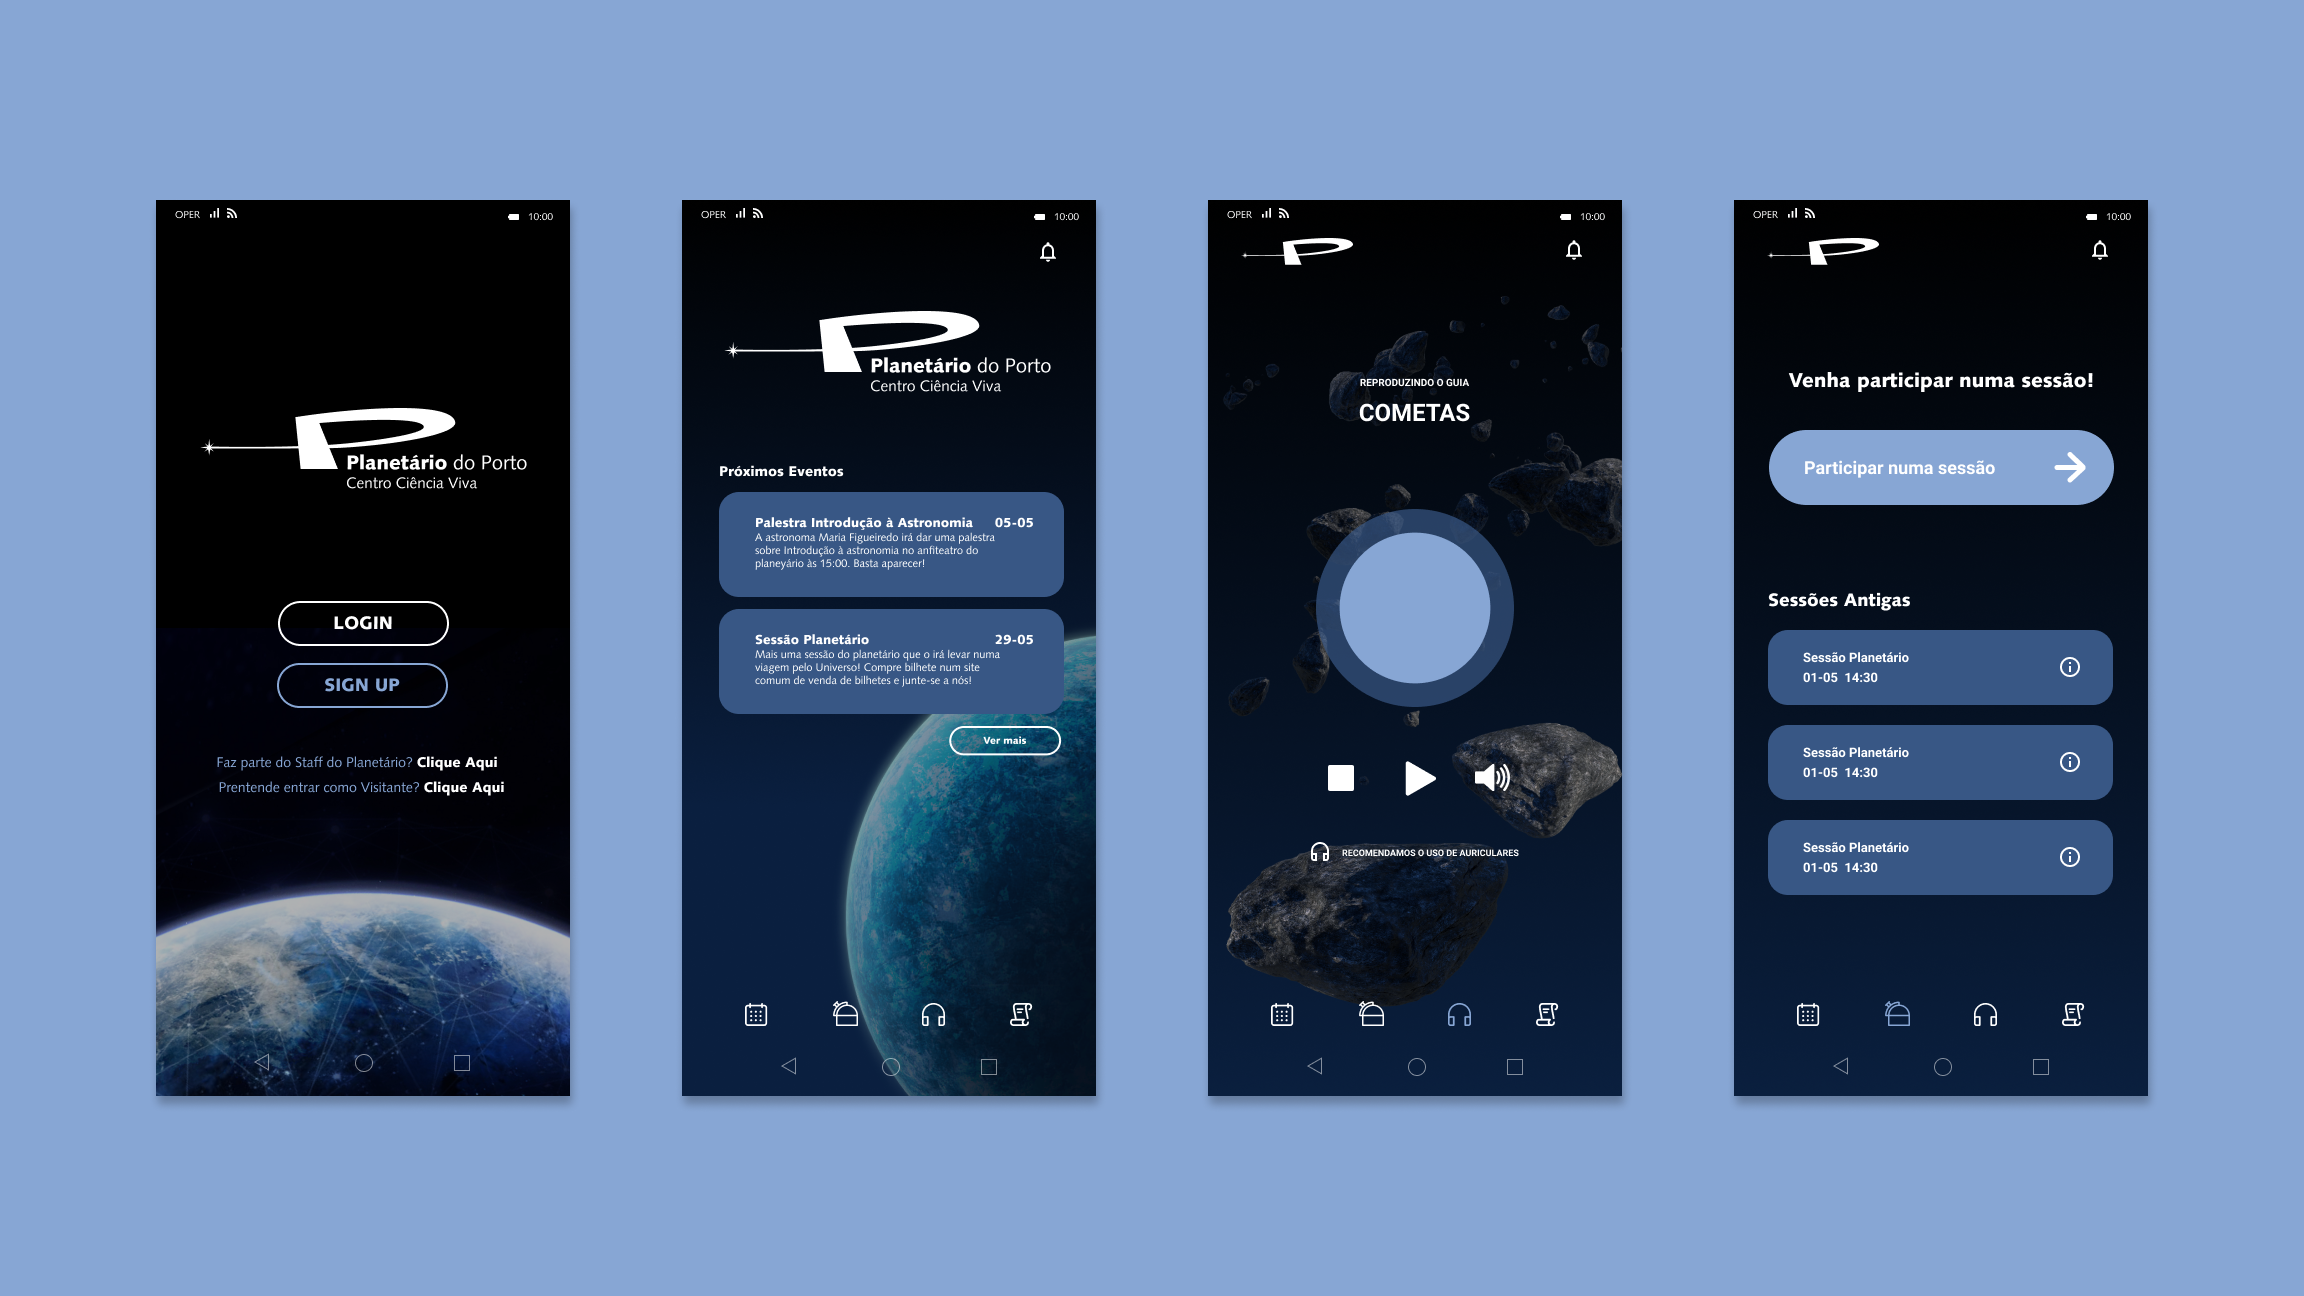 OPER
10:00
Planetário do Porto
Centro Ciência Viva
LOGIN
SIGN UP
Faz parte do Staff do Planetário? Clique Aqui
Prentende entrar como Visitante? Clique Aqui
OPER
10:00
Planetário do Porto
Centro Ciência Viva
Próximos Eventos
Palestra Introdução à Astronomia 05-05
A astronoma Maria Figueiredo irá dar uma palestra
sobre Introdução à astronomia no anfiteatro do
planeyário às 15:00. Basta aparecer!
Sessão Planetário 29-05
Mais uma sessão do planetário que o irá levar numa
viagem pelo Universo! Compre bilhete num site
comum de venda de bilhetes e junte-se a nós!
Ver mais
OPER
10:00
REPRODUZINDO O GUIA
COMETAS
RECOMENDAMOS O USO DE AURICULARES
OPER
10:00
Venha participar numa sessão!
Participar numa sessão
Sessões Antigas
Sessão Planetário
01-05 14:30
Sessão Planetário
01-05 14:30
Sessão Planetário
01-05 14:30